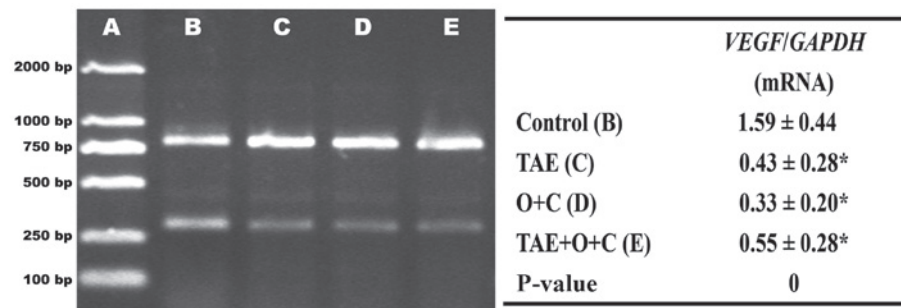 A B C D E
2000 bp
1000 bp
750 bp
500 bp
250 bp
100 bp
VEGF/GAPDH
(mRNA)
Control (B) 1.59 ± 0.44
TAE (C) 0.43 ± 0.28*
O+C (D) 0.33 ± 0.20*
TAE+O+C (E) 0.55 ± 0.28*
P-value 0